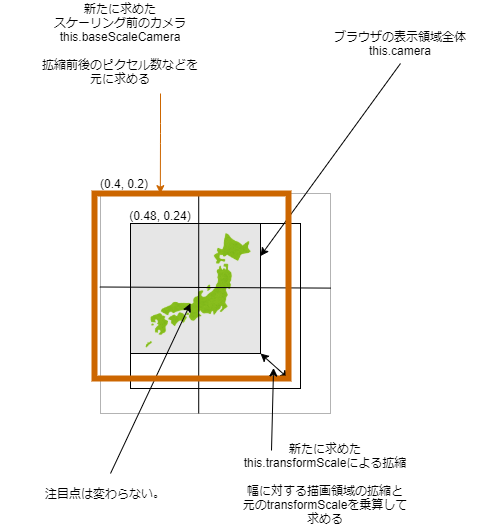 新たに求めた
スケーリング前のカメラ
this.baseScaleCamera
拡縮前後のピクセル数などを
元に求める
ブラウザの表示領域全体
this.camera
(0.4, 0.2)
(0.48, 0.24)
新たに求めた
this.transformScaleによる拡縮
幅に対する描画領域の拡縮と
元のtransformScaleを乗算して
求める
注目点は変わらない。